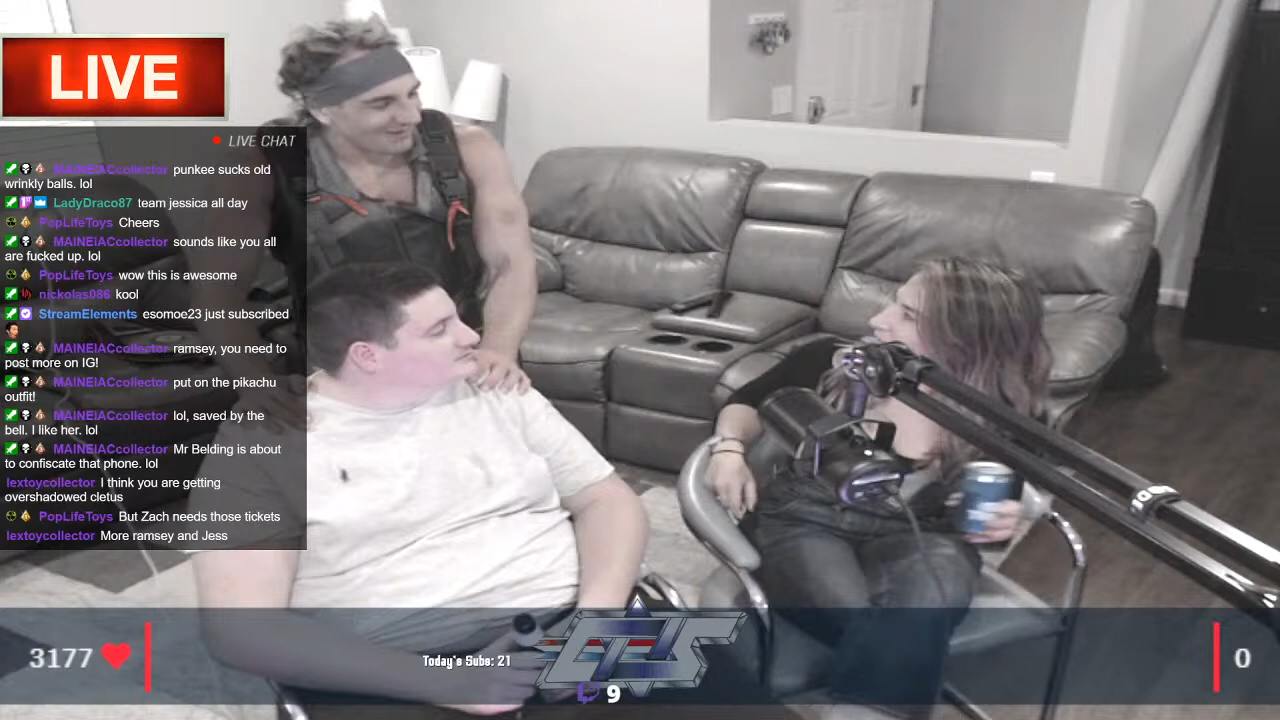 LIVE
LIVE CHAT
MAINEIACcollector punkee sucks old
wrinkly balls. lol
LadyDraco87 team jessica all day
PopLifeToys Cheers
MAINEIACcollector sounds like you all
are fucked up. lol
PopLifeToys wow this is awesome
nickolas086 kool
StreamElements esomoe23 just subscribed
MAINEIACcollector ramsey, you need to
post more on IG!
MAINEIACcollector put on the pikachu
outfit!
MAINEIACcollector lol, saved by the
bell. I like her. lol
MAINEIACcollector Mr Belding is about
to confiscate that phone. lol
lextoycollector I think you are getting
overshadowed cletus
PopLifeToys But Zach needs those tickets
lextoycollector More ramsey and Jess
3177
Today's Subs: 21
9
0